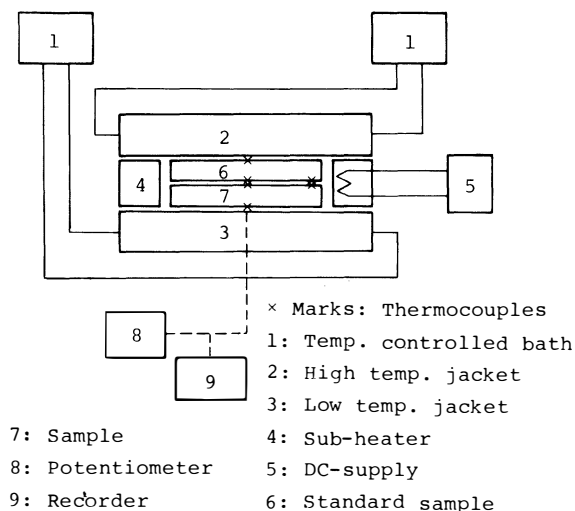 1
1
2
6
4
5
7
3
8
9
× Marks: Thermocouples
1: Temp. controlled bath
2: High temp. jacket
3: Low temp. jacket
7: Sample
4: Sub-heater
8: Potentiometer
5: DC-supply
9: Recorder
6: Standard sample